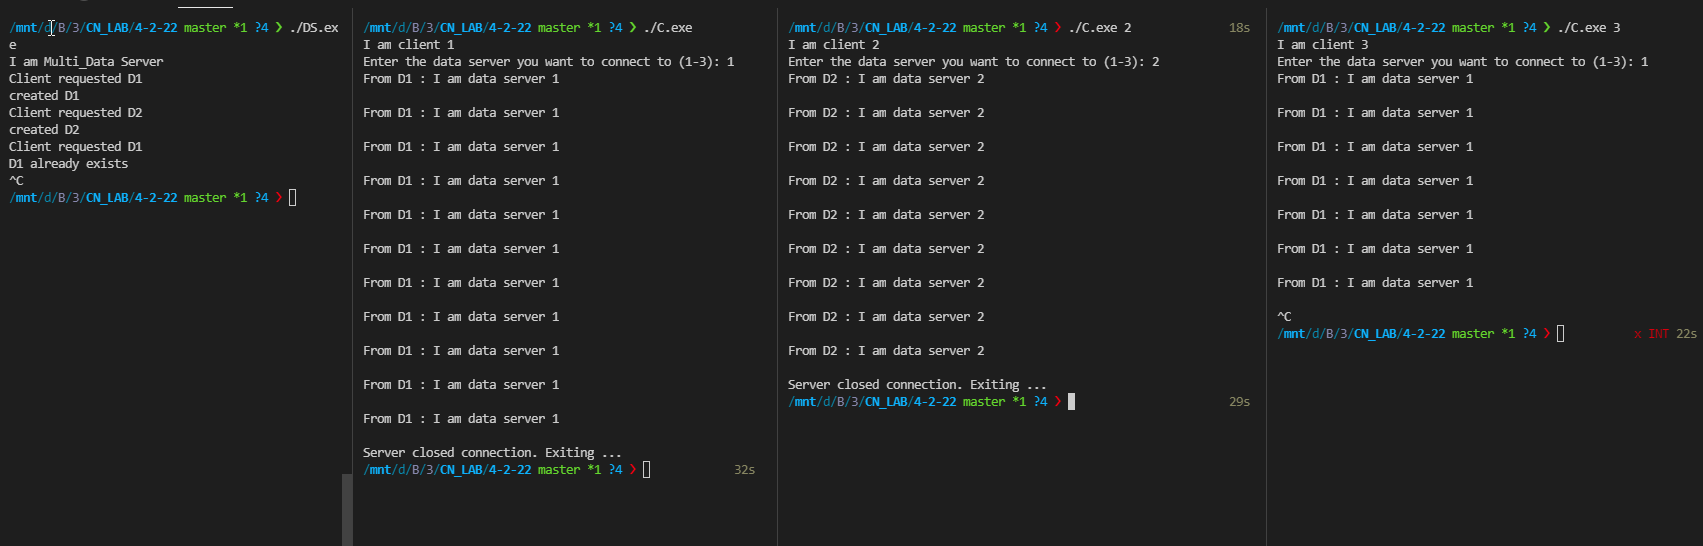 /mnt/d/B/3/CN_LAB/4-2-22 master *1 ?4 ❯ ./DS.ex
e
I am Multi_Data Server
Client requested D1
created D1
Client requested D2
created D2
Client requested D1
D1 already exists
^C
/mnt/d/B/3/CN_LAB/4-2-22 master *1 ?4 ❯
/mnt/d/B/3/CN_LAB/4-2-22 master *1 ?4 ❯ ./C.exe
I am client 1
Enter the data server you want to connect to (1-3): 1
From D1 : I am data server 1
From D1 : I am data server 1
From D1 : I am data server 1
From D1 : I am data server 1
From D1 : I am data server 1
From D1 : I am data server 1
From D1 : I am data server 1
From D1 : I am data server 1
From D1 : I am data server 1
From D1 : I am data server 1
From D1 : I am data server 1
Server closed connection. Exiting ...
/mnt/d/B/3/CN_LAB/4-2-22 master *1 ?4 ❯ 32s
/mnt/d/B/3/CN_LAB/4-2-22 master *1 ?4 ❯ ./C.exe 2 18s
I am client 2
Enter the data server you want to connect to (1-3): 2
From D2 : I am data server 2
From D2 : I am data server 2
From D2 : I am data server 2
From D2 : I am data server 2
From D2 : I am data server 2
From D2 : I am data server 2
From D2 : I am data server 2
From D2 : I am data server 2
From D2 : I am data server 2
Server closed connection. Exiting ...
/mnt/d/B/3/CN_LAB/4-2-22 master *1 ?4 ❯ 29s
/mnt/d/B/3/CN_LAB/4-2-22 master *1 ?4 ❯ ./C.exe 3
I am client 3
Enter the data server you want to connect to (1-3): 1
From D1 : I am data server 1
From D1 : I am data server 1
From D1 : I am data server 1
From D1 : I am data server 1
From D1 : I am data server 1
From D1 : I am data server 1
From D1 : I am data server 1
^C
/mnt/d/B/3/CN_LAB/4-2-22 master *1 ?4 ❯ x INT 22s